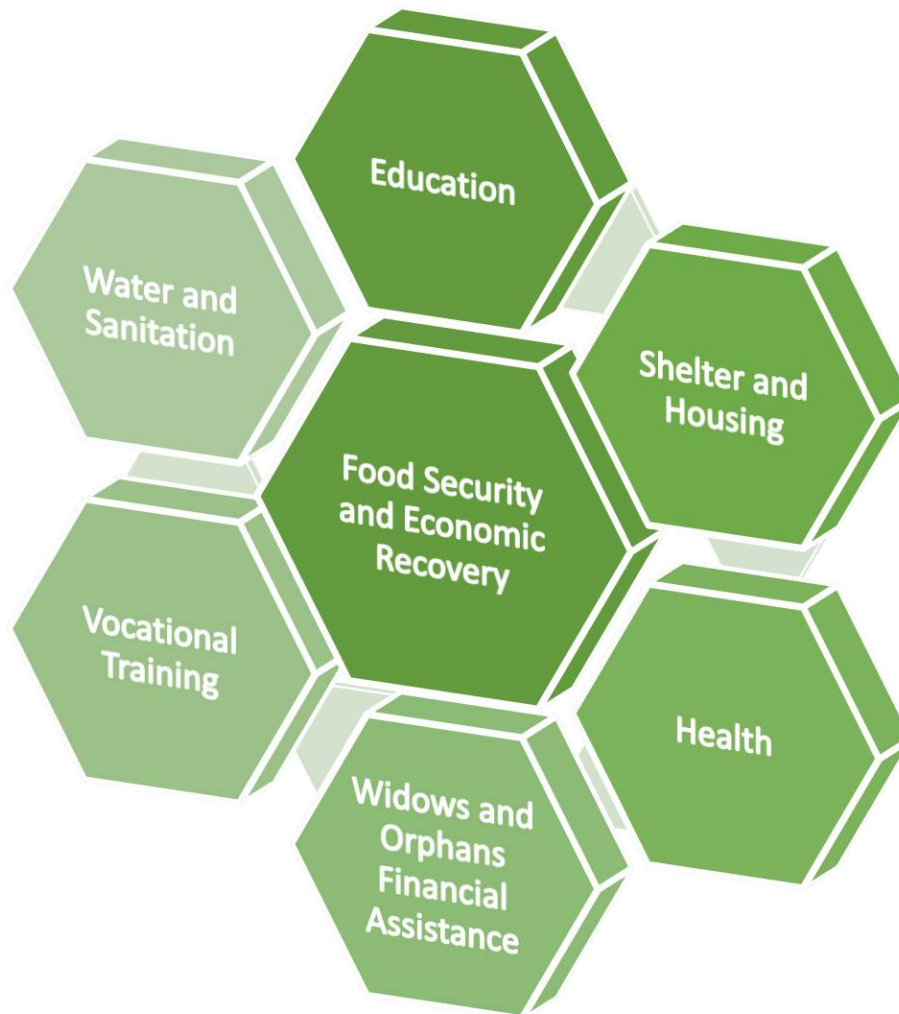 Education
Water and
Sanitation
Shelter and
Housing
Food Security
and Economic
Recovery
Vocational
Training
Health
Widows and
Orphans
Financial
Assistance